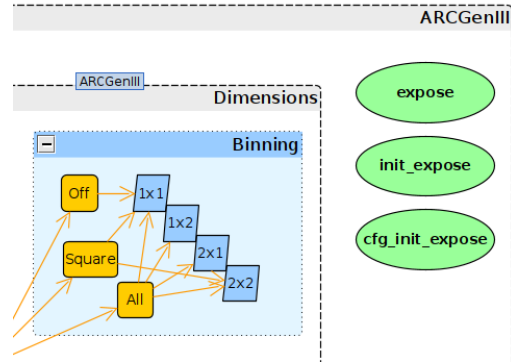 ARCGenIII
ARCGenIII
Dimensions
expose
Binning
init_expose
Off
1x1
1x2
cfg_init_expose
Square
2x1
All
2x2